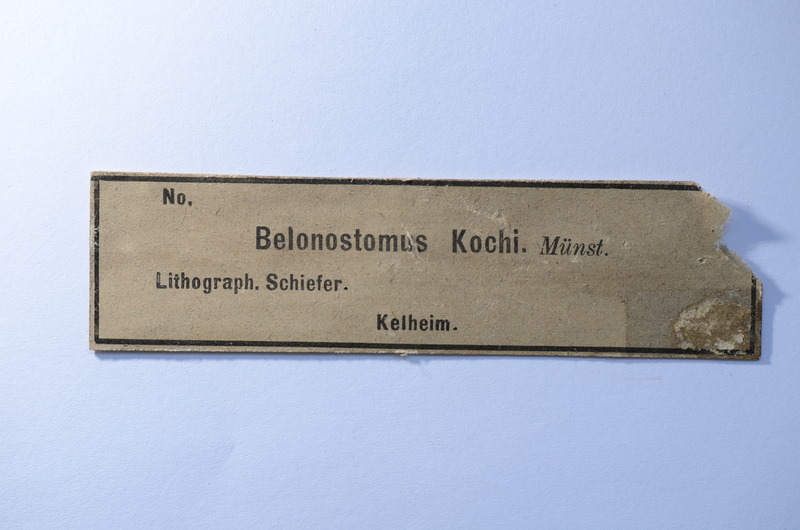 No.
Belonostomus Kochi. Münst.
Lithograph. Schiefer.
Kelheim.